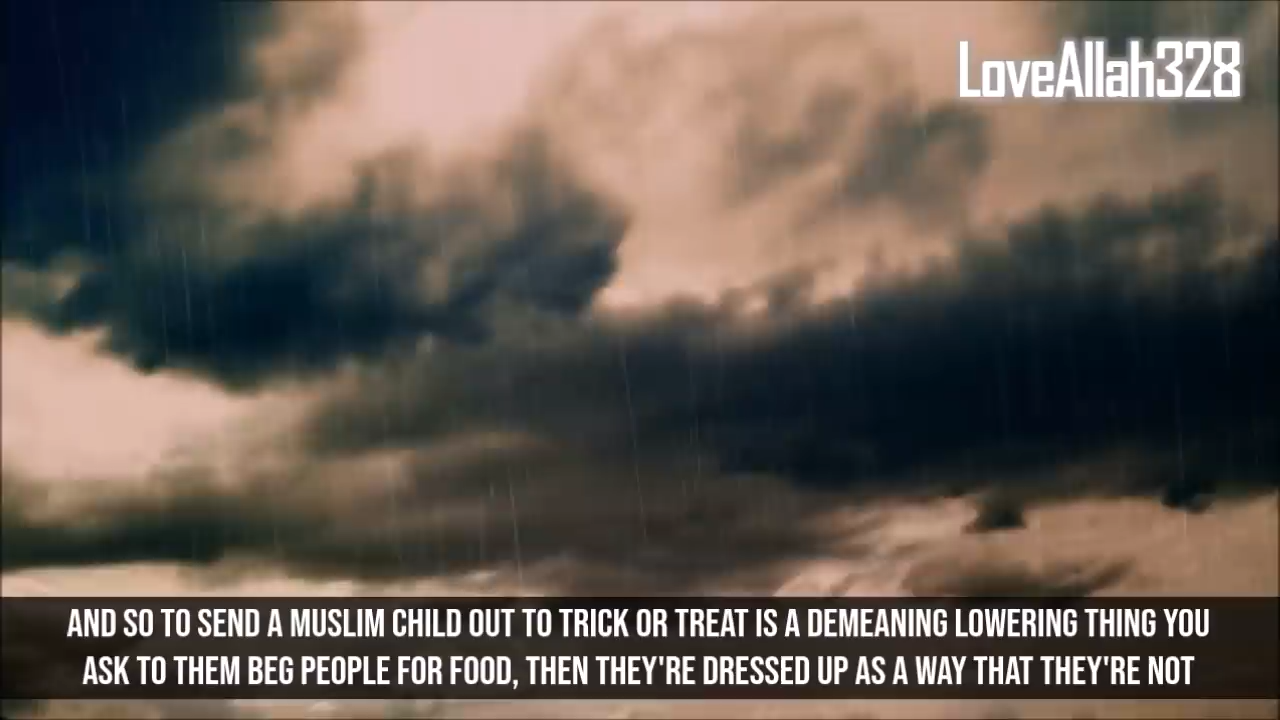 LoveAllah328
AND SO TO SEND A MUSLIM CHILD OUT TO TRICK OR TREAT IS A DEMEANING LOWERING THING YOU
ASK TO THEM BEG PEOPLE FOR FOOD, THEN THEY'RE DRESSED UP AS A WAY THAT THEY'RE NOT